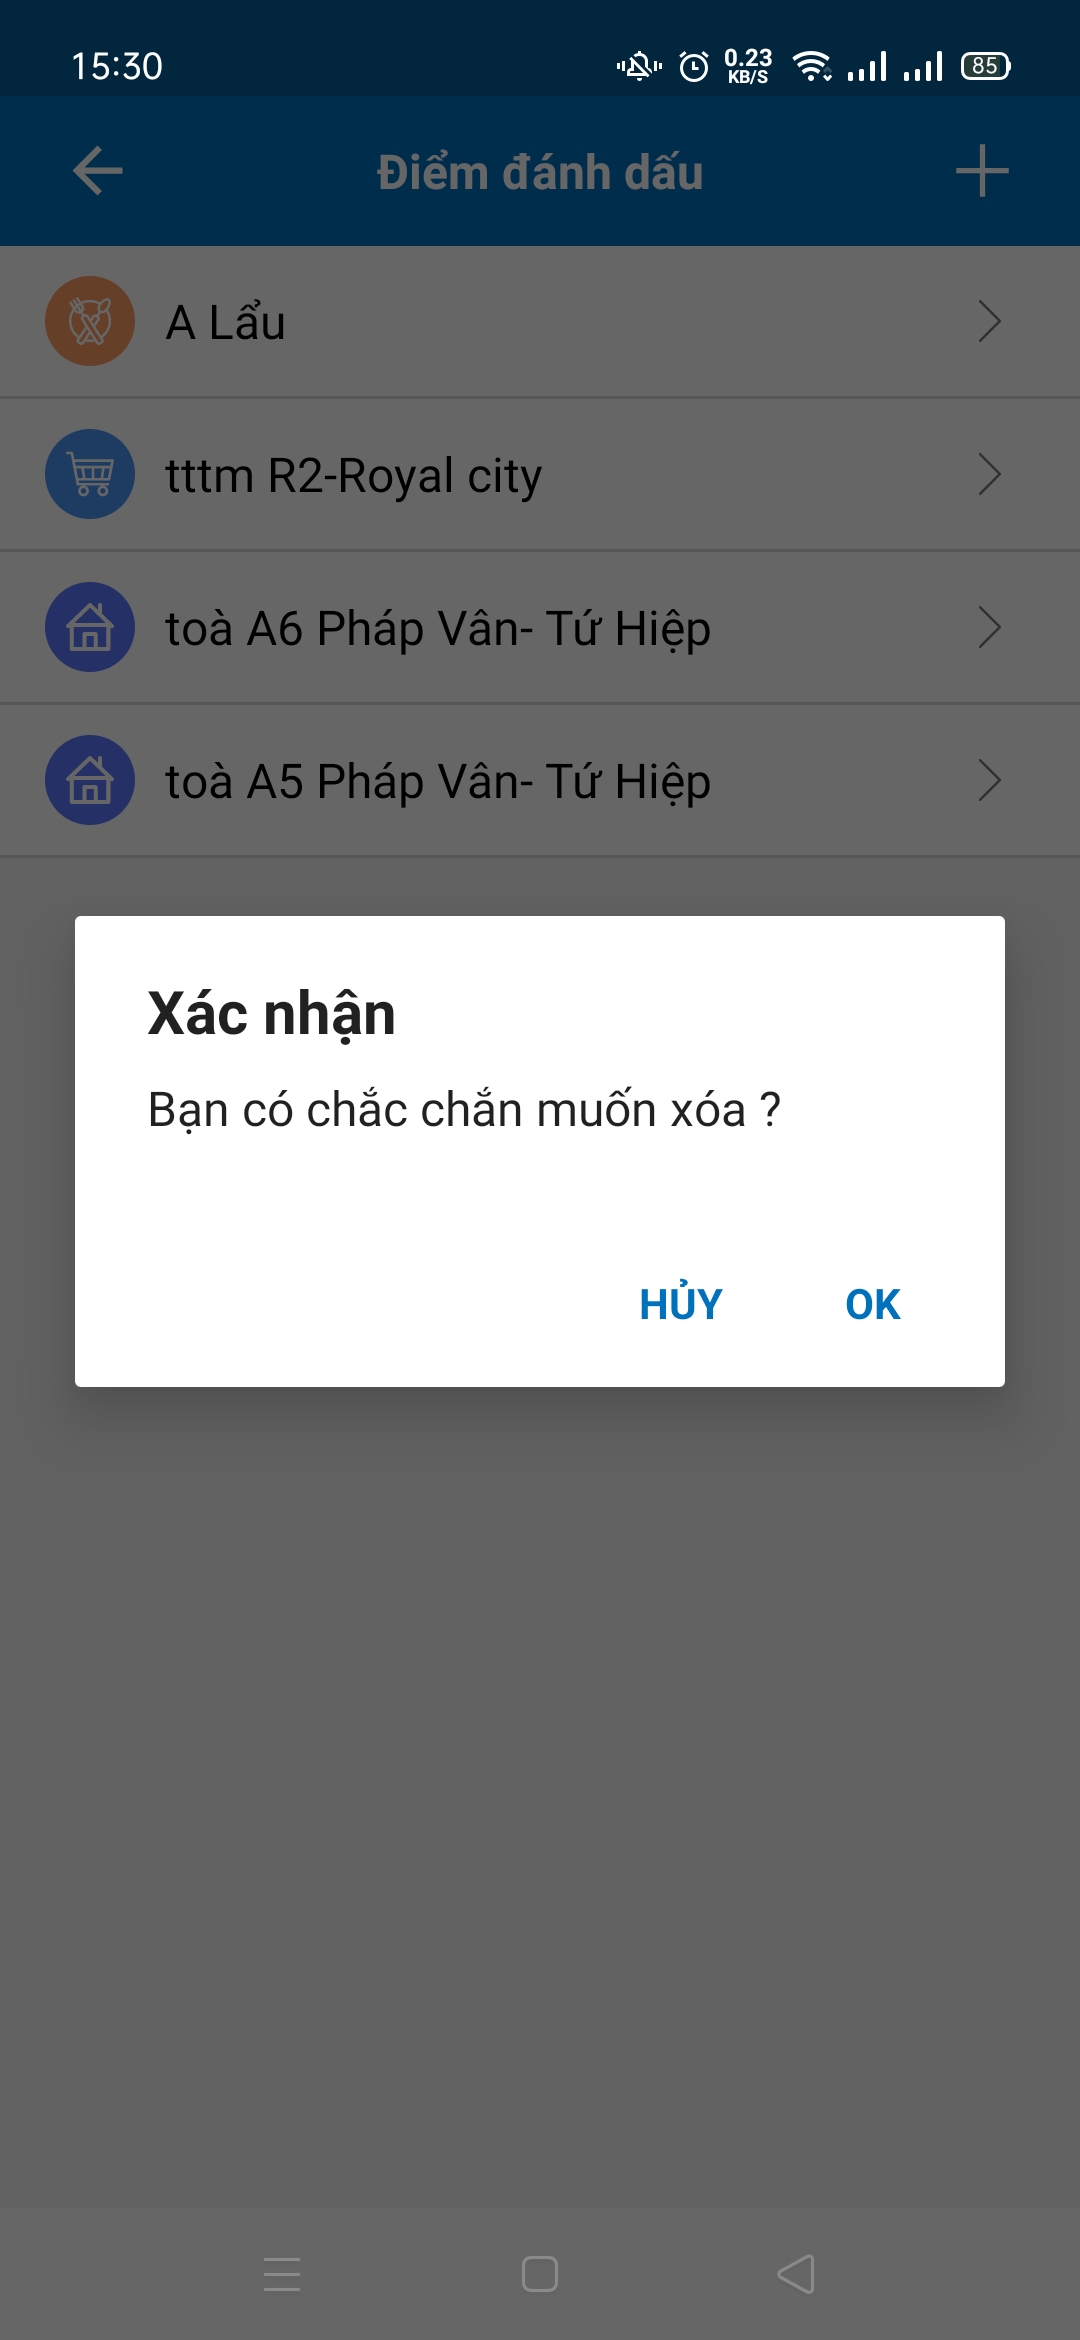 15:30
0.23
KB/S
85
Điểm đánh dấu
A Lẩu
tttm R2-Royal city
toà A6 Pháp Vân- Tứ Hiệp
toà A5 Pháp Vân- Tứ Hiệp
Xác nhận
Bạn có chắc chắn muốn xóa ?
HỦY OK